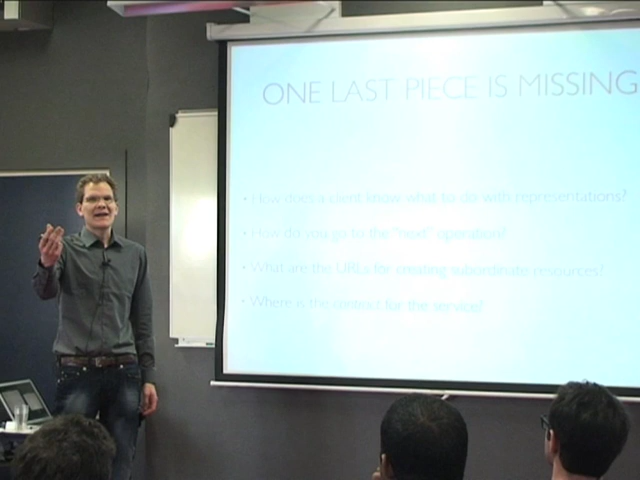 ONE LAST PIECE IS MISSING
• How does a client know what to do with representations?
• How do you go to the "next" operation?
• What are the URLs for creating subordinate resources?
• Where is the contract for the service?